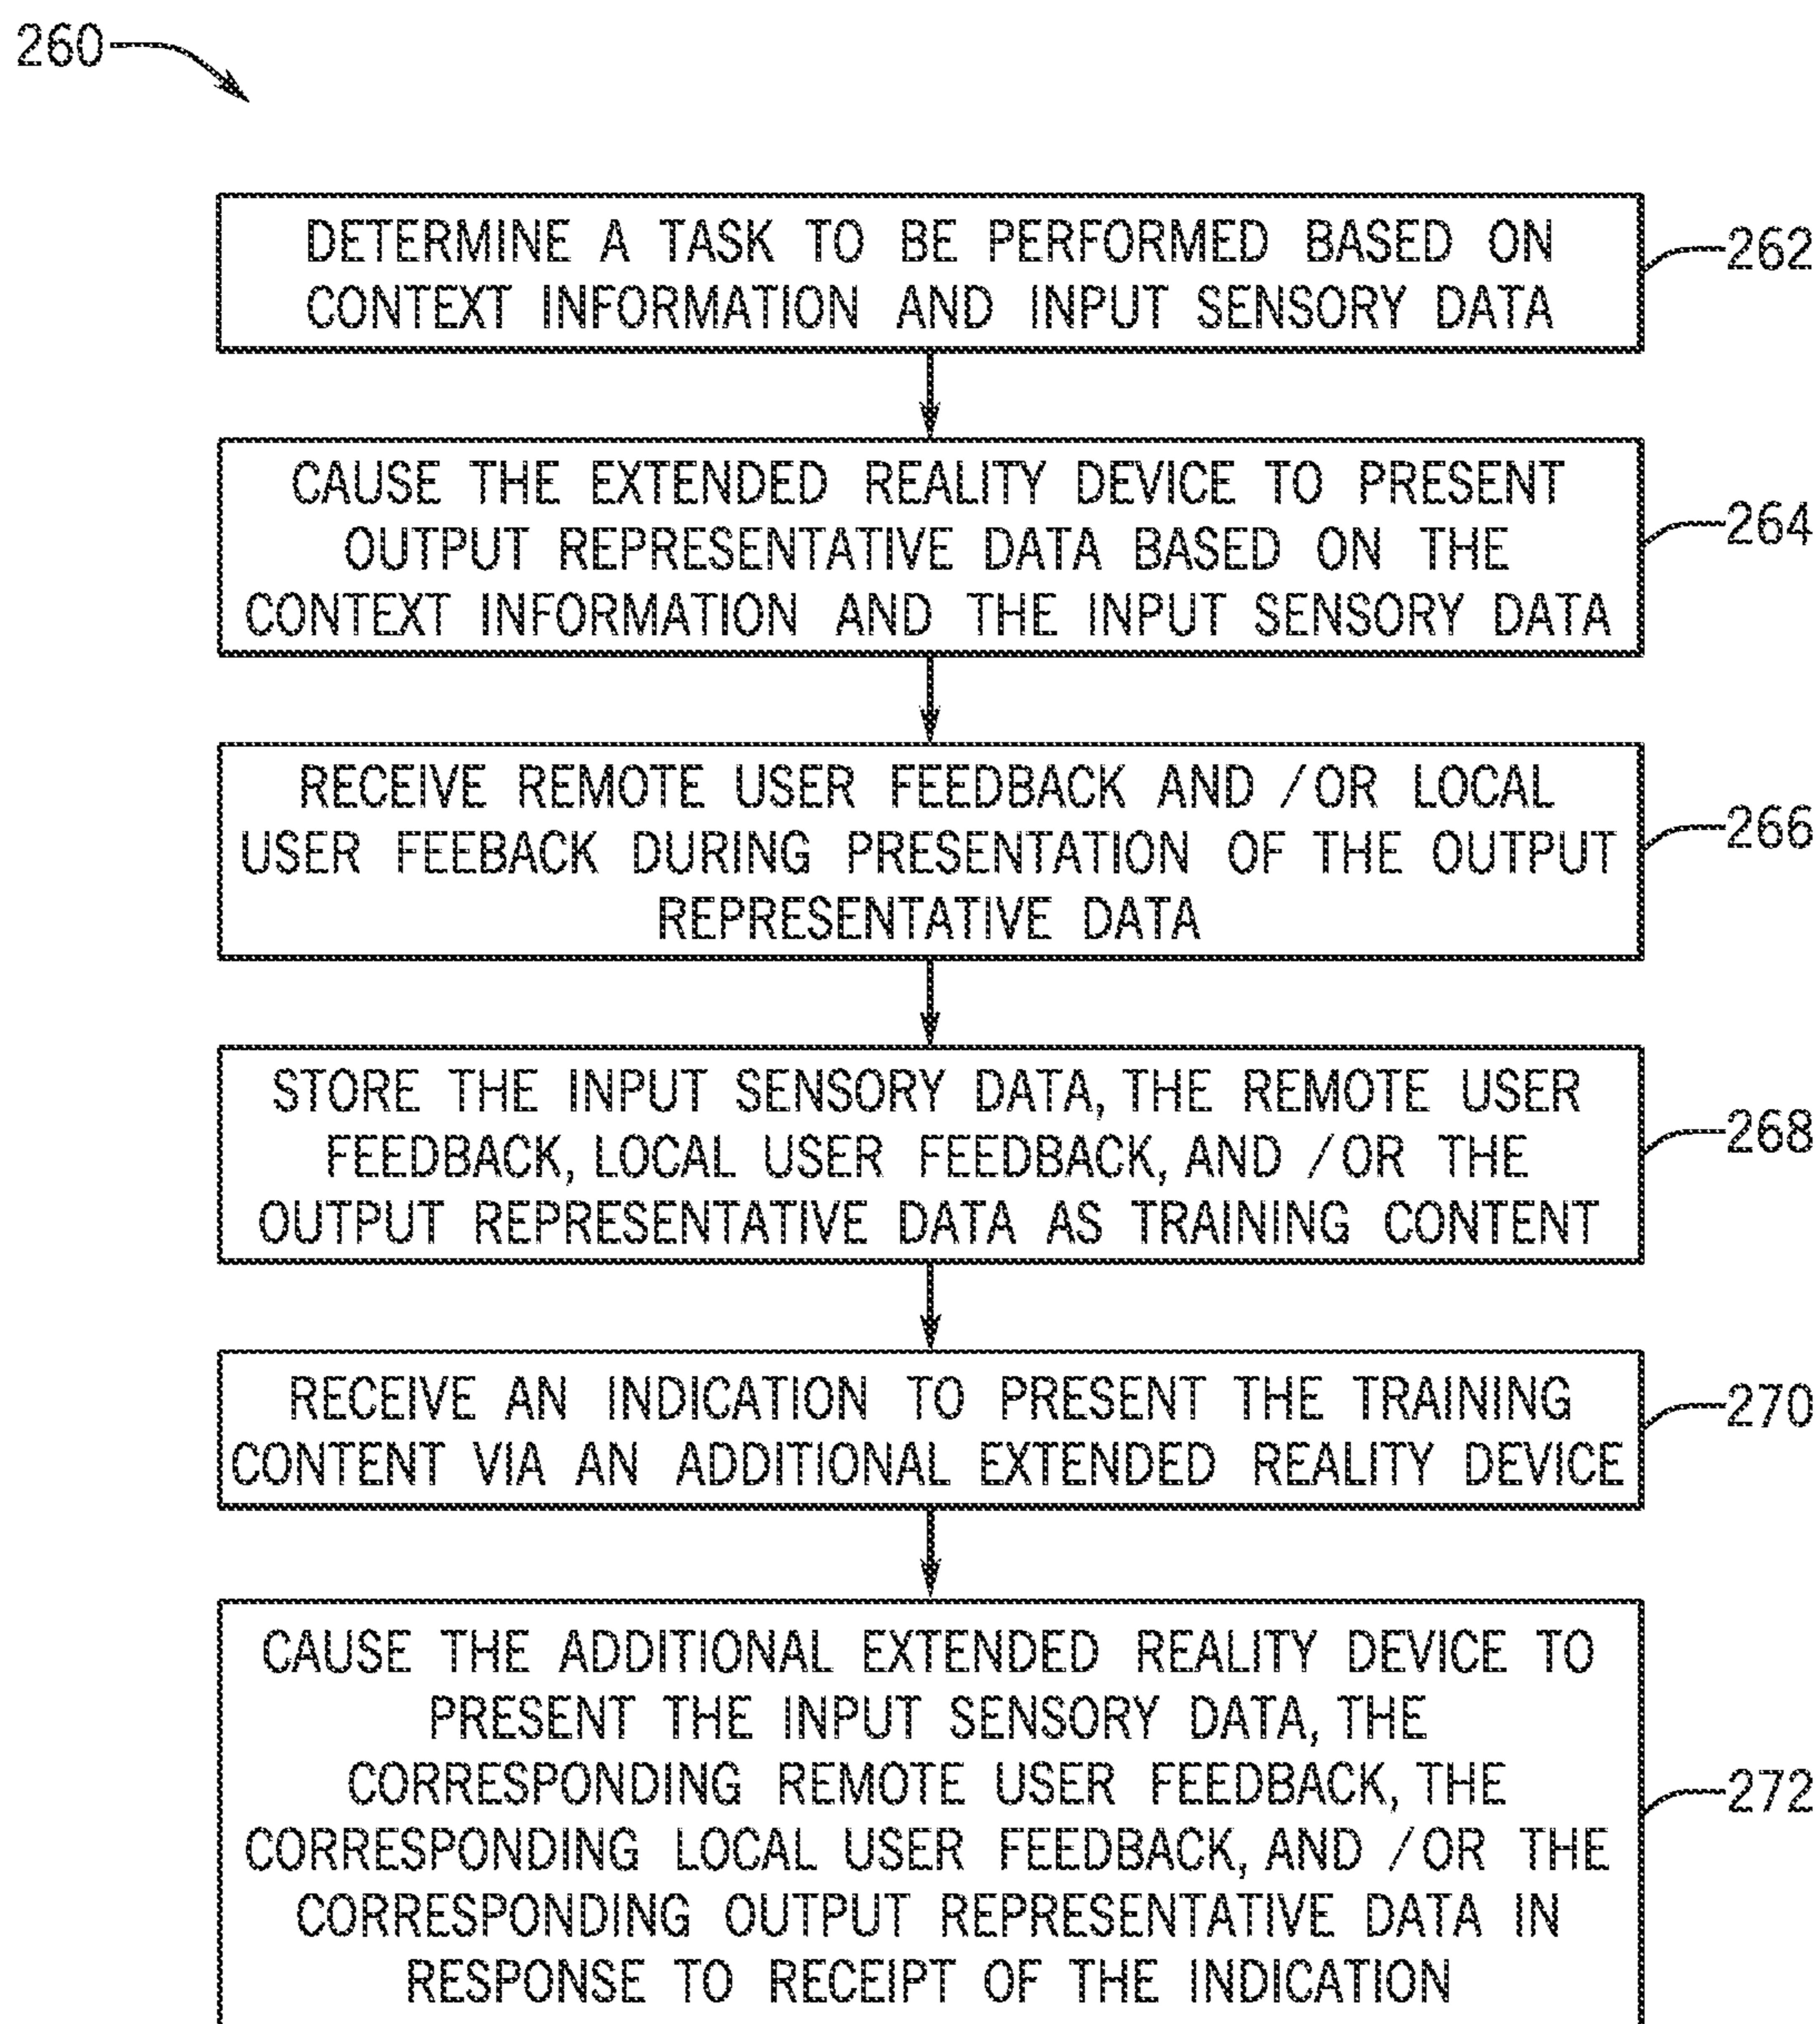 260
DETERMINE A TASK TO BE PERFORMED BASED ON
CONTEXT INFORMATION AND INPUT SENSORY DATA
262
CAUSE THE EXTENDED REALITY DEVICE TO PRESENT
OUTPUT REPRESENTATIVE DATA BASED ON THE
CONTEXT INFORMATION AND THE INPUT SENSORY DATA
264
RECEIVE REMOTE USER FEEDBACK AND /OR LOCAL
USER FEEBACK DURING PRESENTATION OF THE OUTPUT
REPRESENTATIVE DATA
266
STORE THE INPUT SENSORY DATA, THE REMOTE USER
FEEDBACK, LOCAL USER FEEDBACK, AND /OR THE
OUTPUT REPRESENTATIVE DATA AS TRAINING CONTENT
268
RECEIVE AN INDICATION TO PRESENT THE TRAINING
CONTENT VIA AN ADDITIONAL EXTENDED REALITY DEVICE
270
CAUSE THE ADDITIONAL EXTENDED REALITY DEVICE TO
PRESENT THE INPUT SENSORY DATA, THE
CORRESPONDING REMOTE USER FEEDBACK, THE
CORRESPONDING LOCAL USER FEEDBACK, AND /OR THE
CORRESPONDING OUTPUT REPRESENTATIVE DATA IN
RESPONSE TO RECEIPT OF THE INDICATION
272